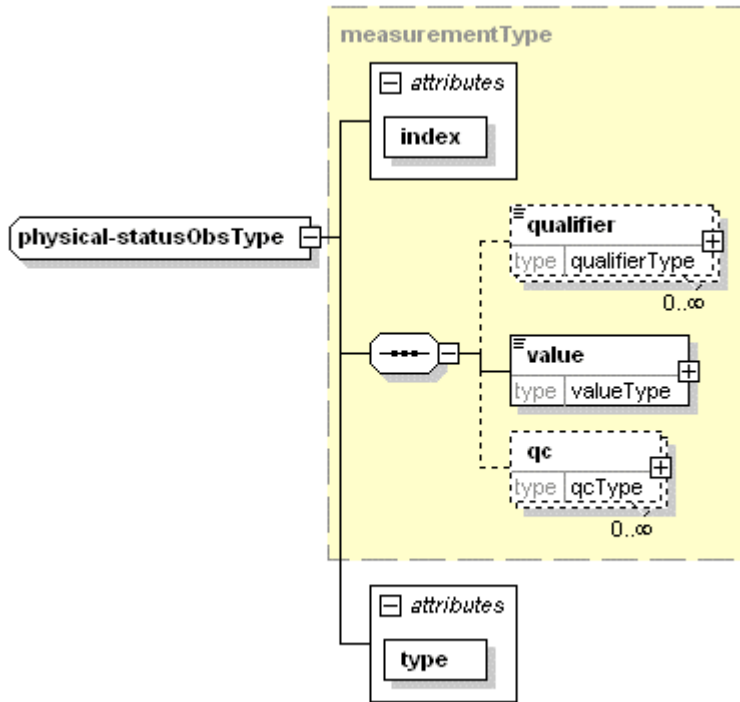 measurementType
attributes
index
physical-statusObsType
qualifier
type qualifierType
0..∞
value
type valueType
qc
type qcType
0..∞
attributes
type